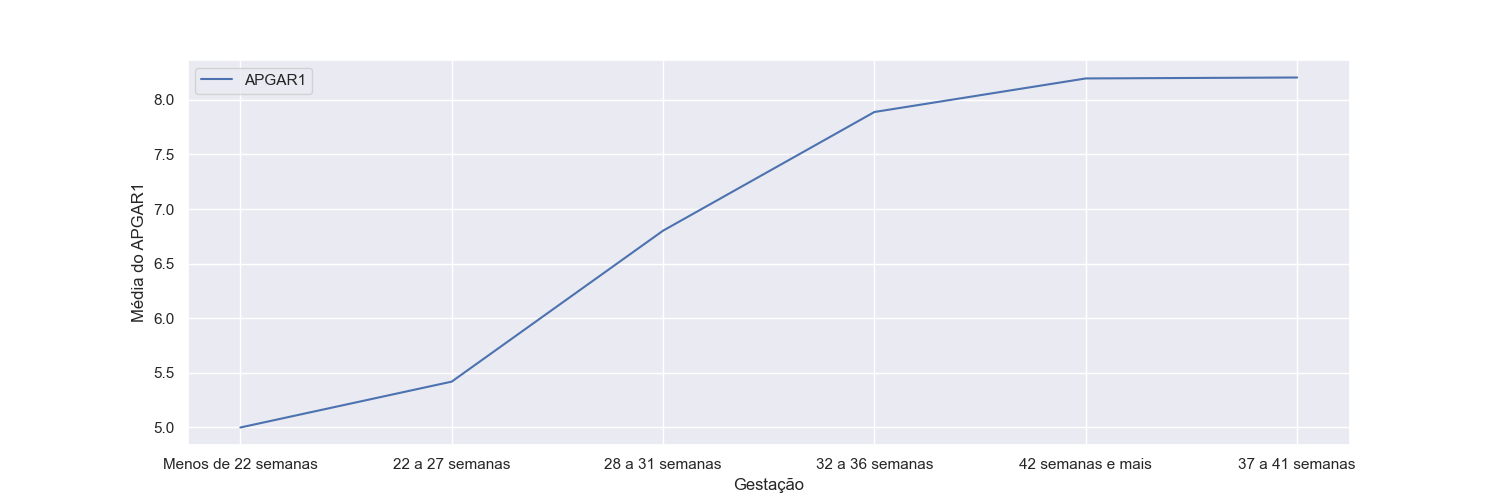 APGAR1
Média do APGAR1
8.0
7.5
7.0
6.5
6.0
5.5
5.0
Menos de 22 semanas
22 a 27 semanas
28 a 31 semanas
32 a 36 semanas
42 semanas e mais
37 a 41 semanas
Gestação